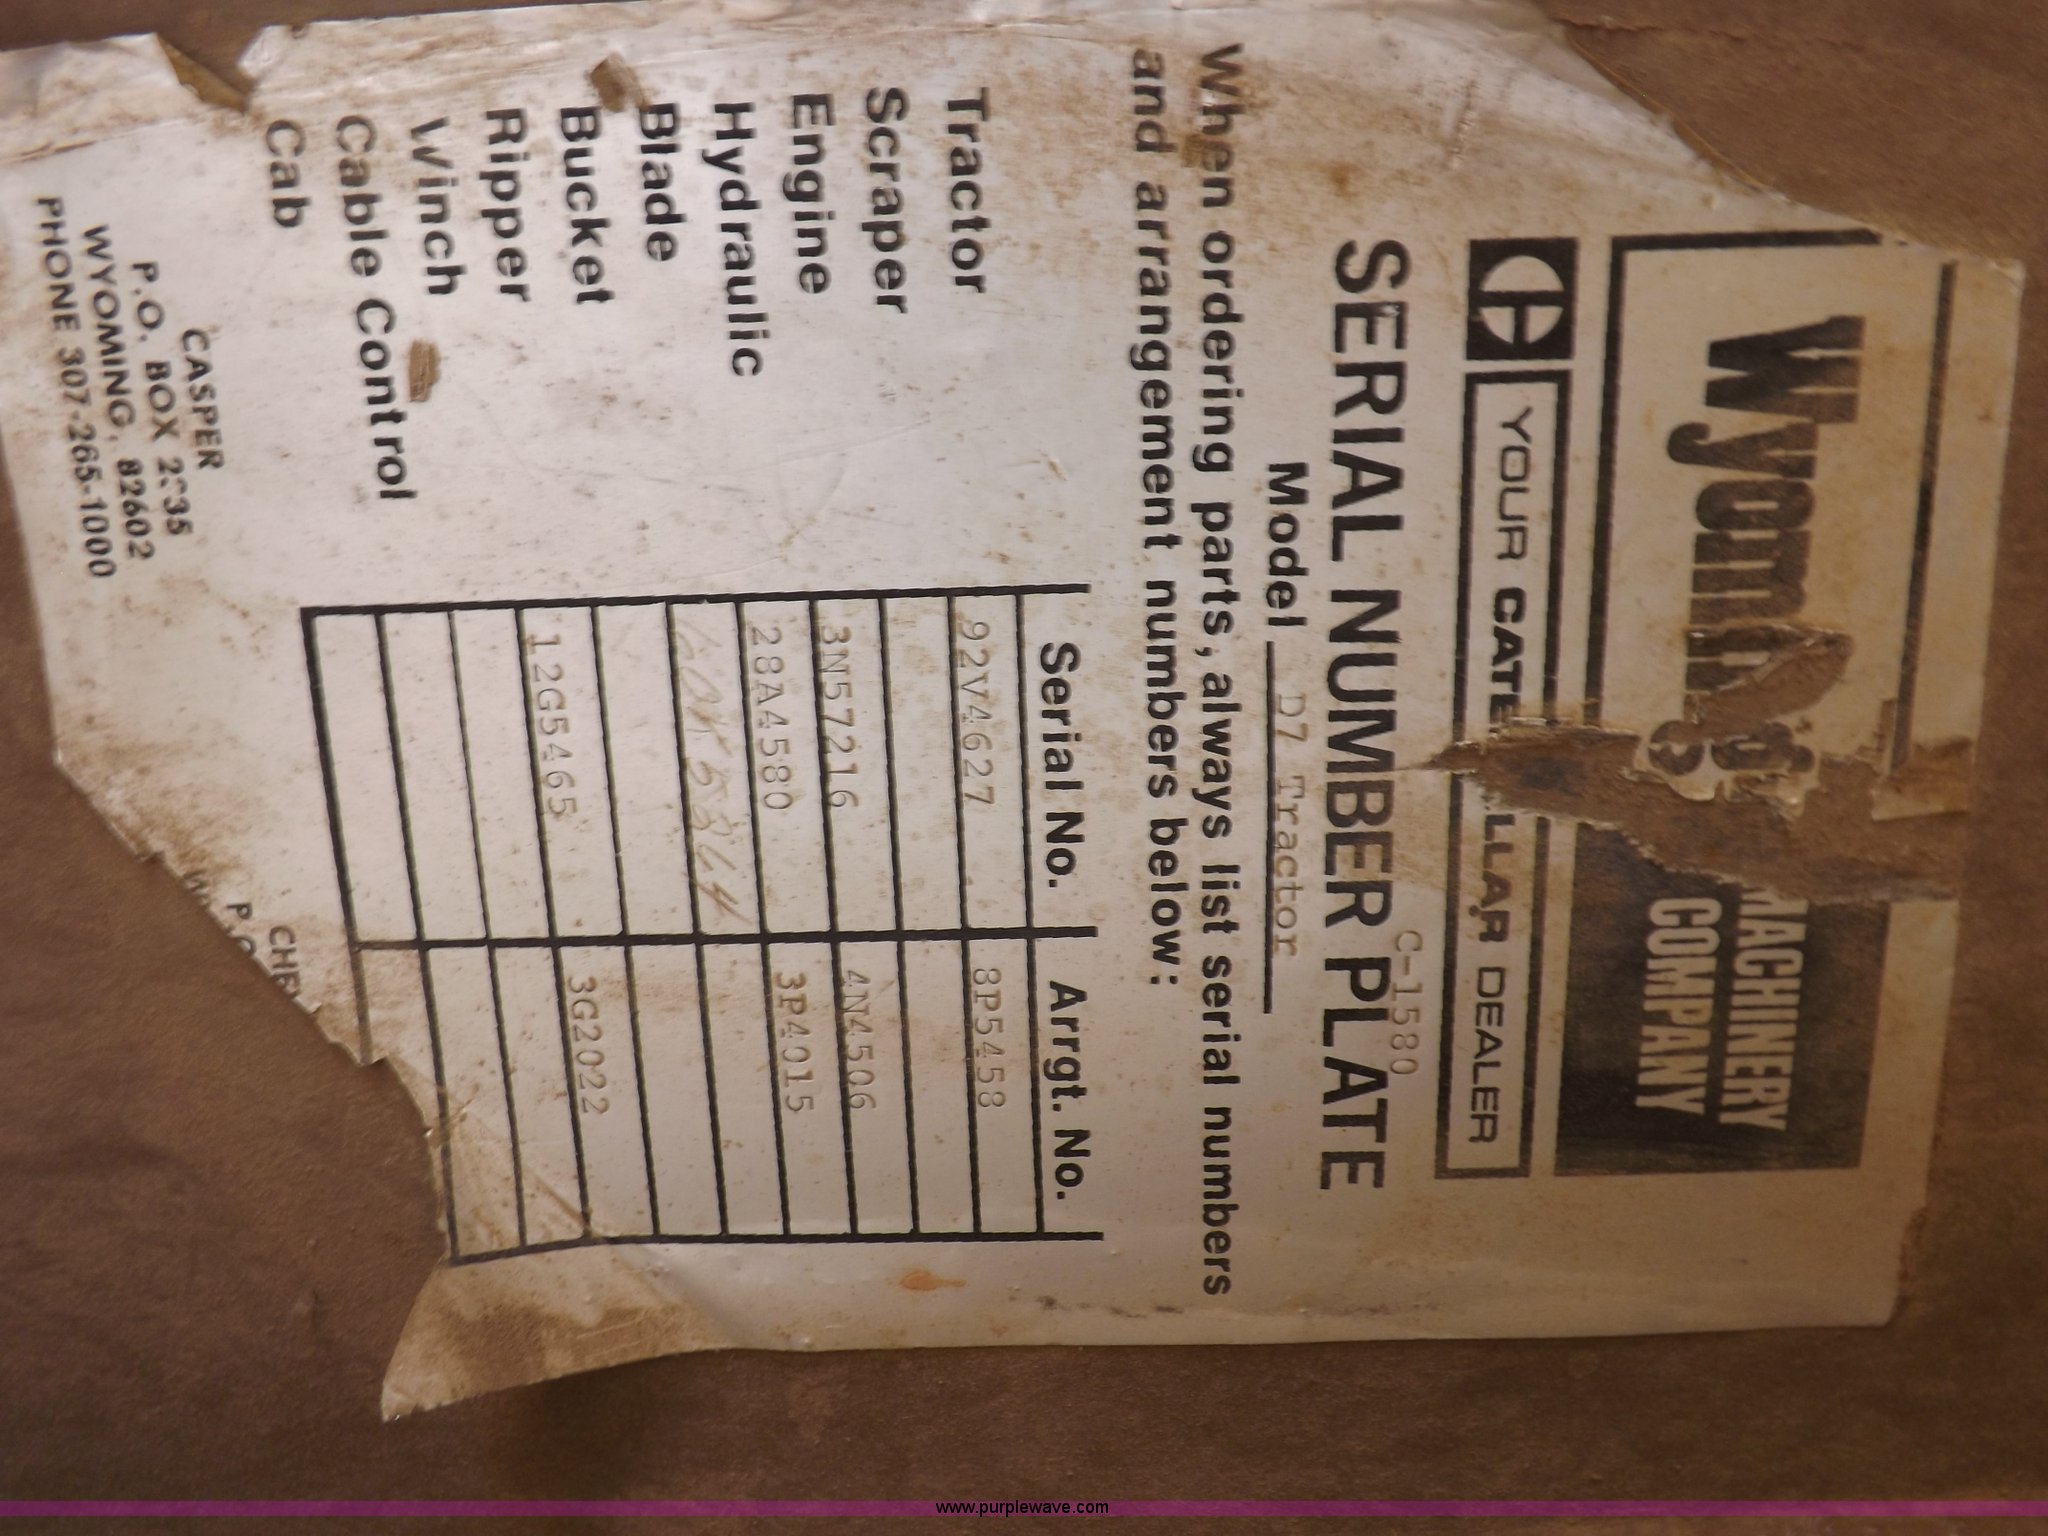 Wyoming
MACHINERY
COMPANY
YOUR DEALER
C-1580
SERIAL NUMBER PLATE
Model D7 Tractor
When ordering parts, always list serial numbers
and arrangement numbers below:
Serial No. Arrgt. No.
Tractor 92V4627 8P5458
Scraper
Engine 3N57216 4N4506
Hydraulic 28A4580 3P4015
Blade
Bucket
Ripper 12G5465 3G2022
Winch
Cable Control
Cab
CASPER
P.O. BOX
WYOMING, 82602
PHONE 307-265-1000
www.purplewave.com